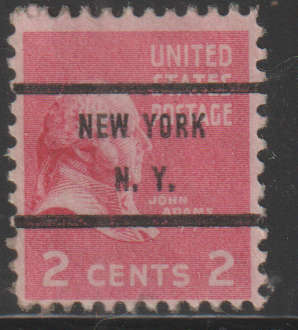 UNITED
STATES
POSTAGE
NEW YORK
N. Y.
JOHN
ADAMS
2 CENTS 2